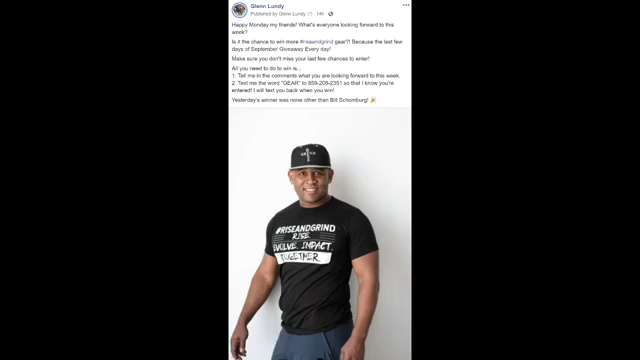 Glenn Lundy
Published by Glenn Lundy · 14h ·
Happy Monday my friends! What's everyone looking forward to this
week?
Is it the chance to win more #riseandgrind gear?! Because the last few
days of September Giveaway Every day!
Make sure you don't miss your last few chances to enter!
All you need to do to win is...
1. Tell me in the comments what you are looking forward to this week.
2. Text me the word "GEAR" to 859-208-2351 so that I know you're
entered! I will text you back when you win!
Yesterday's winner was none other than Bill Schomburg! 🎉
#RISEANDGRIND
RISE.
EVOLVE. IMPACT.
TOGETHER